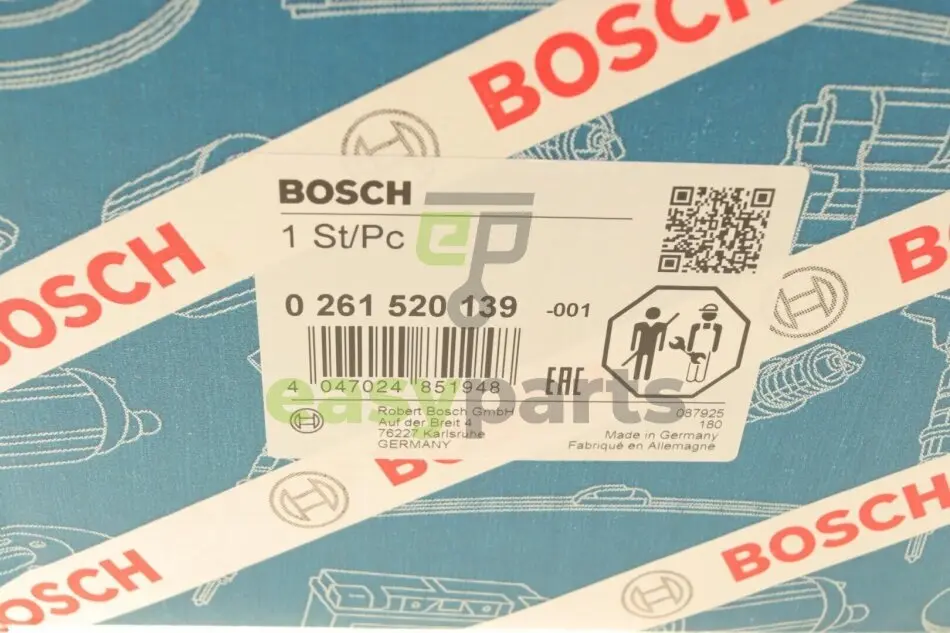 BOSCH
BOSCH
1 St/Pc
ep
0 261 520 139 -001
4 047024 851948
EAC
easyparts
Robert Bosch GmbH
Auf der Breit 4
76227 Karlsruhe
GERMANY
087925
180
Made in Germany
Fabriqué en Allemagne
BOSCH
B
BOSCH
BOSCH